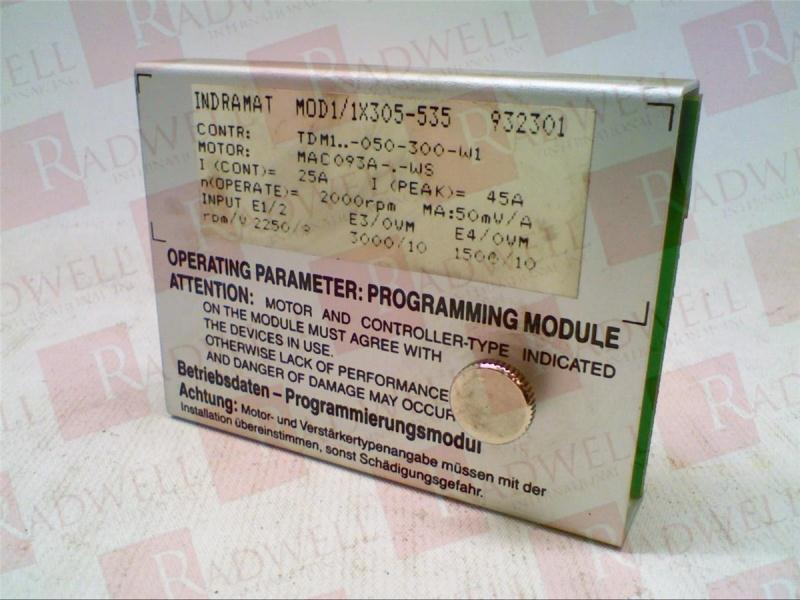 INDRAMAT MOD1/1X305-535 932301
CONTR: TDM1..-050-300-W1
MOTOR: MAC093A-.-WS
I (CONT)= 25A I (PEAK)= 45A
n(OPERATE)= 2000rpm MA:50mV/A
INPUT E1/2 E3/0VM E4/0VM
rpm/V 2250/9 3000/10 1500/10
OPERATING PARAMETER: PROGRAMMING MODULE
ATTENTION: MOTOR AND CONTROLLER-TYPE INDICATED
ON THE MODULE MUST AGREE WITH
THE DEVICES IN USE.
OTHERWISE LACK OF PERFORMANCE
AND DANGER OF DAMAGE MAY OCCUR
Betriebsdaten – Programmierungsmodul
Achtung: Motor- und Verstärkertypenangabe müssen mit der
Installation übereinstimmen, sonst Schädigungsgefahr.
RADWELL
INTERNATIONAL, INC.